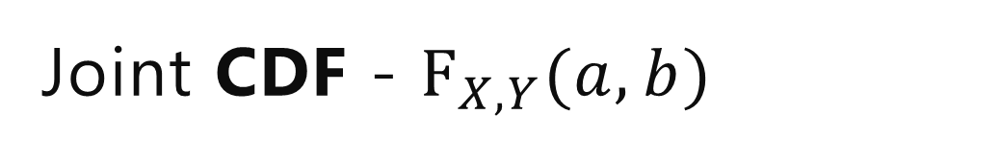 Joint CDF - F_{X,Y}(a, b)